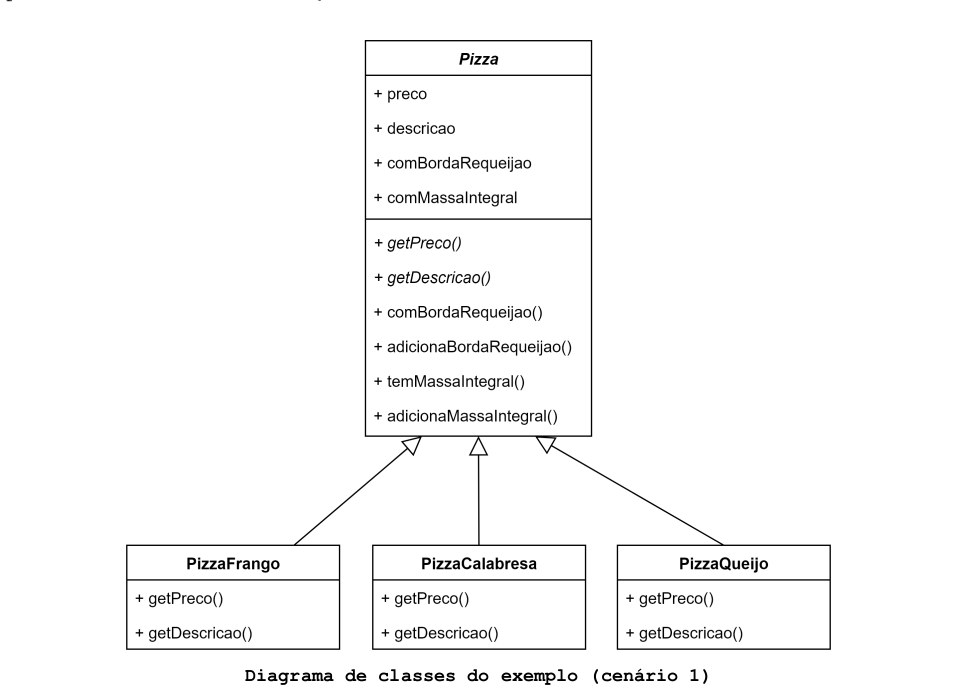 Pizza
+ preco
+ descricao
+ comBordaRequeijao
+ comMassaIntegral
+ getPreco()
+ getDescricao()
+ comBordaRequeijao()
+ adicionaBordaRequeijao()
+ temMassaIntegral()
+ adicionaMassaIntegral()
PizzaFrango
+ getPreco()
+ getDescricao()
PizzaCalabresa
+ getPreco()
+ getDescricao()
PizzaQueijo
+ getPreco()
+ getDescricao()
Diagrama de classes do exemplo (cenário 1)